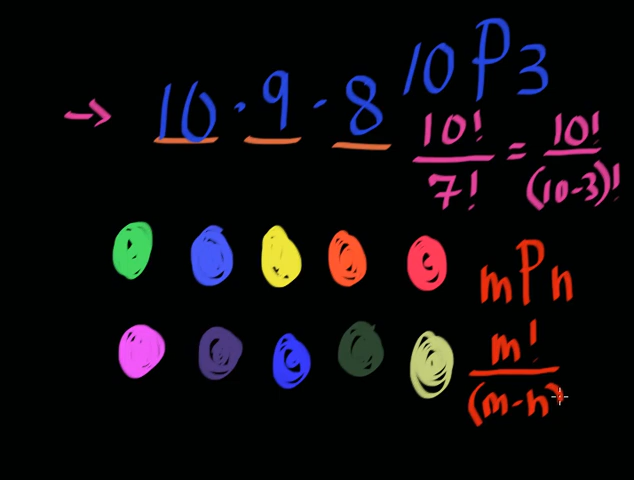 10P3
→ 10 · 9 · 8
10!/7! = 10!/(10-3)!
mPn
m!/(m-n)